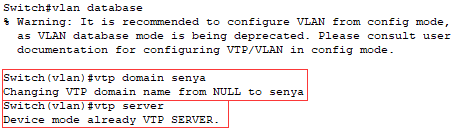 Switch#vlan database
% Warning: It is recommended to configure VLAN from config mode,
as VLAN database mode is being deprecated. Please consult user
documentation for configuring VTP/VLAN in config mode.
Switch(vlan)#vtp domain senya
Changing VTP domain name from NULL to senya
Switch(vlan)#vtp server
Device mode already VTP SERVER.